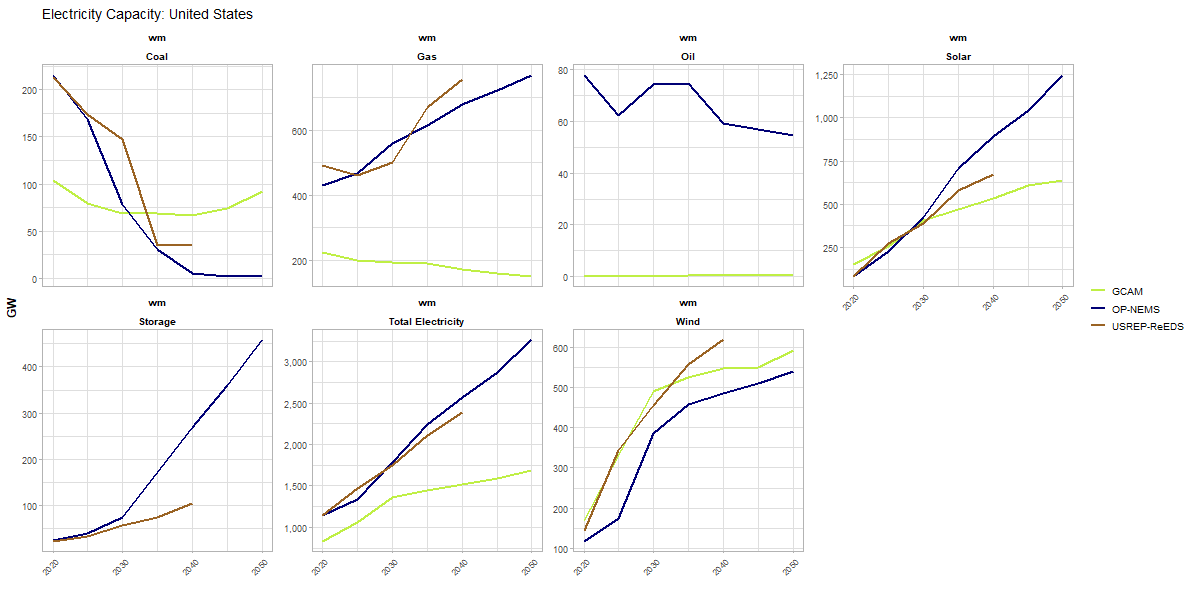 Electricity Capacity: United States
wm
wm
wm
wm
Coal
Gas
Oil
Solar
200
150
100
50
0
600
400
200
80
60
40
20
0
1,250
1,000
750
500
250
2020
2030
2040
2050
GW
wm
wm
wm
Storage
Total Electricity
Wind
400
300
200
100
3,000
2,500
2,000
1,500
1,000
600
500
400
300
200
100
2020
2030
2040
2050
2020
2030
2040
2050
2020
2030
2040
2050
GCAM
OP-NEMS
USREP-ReEDS